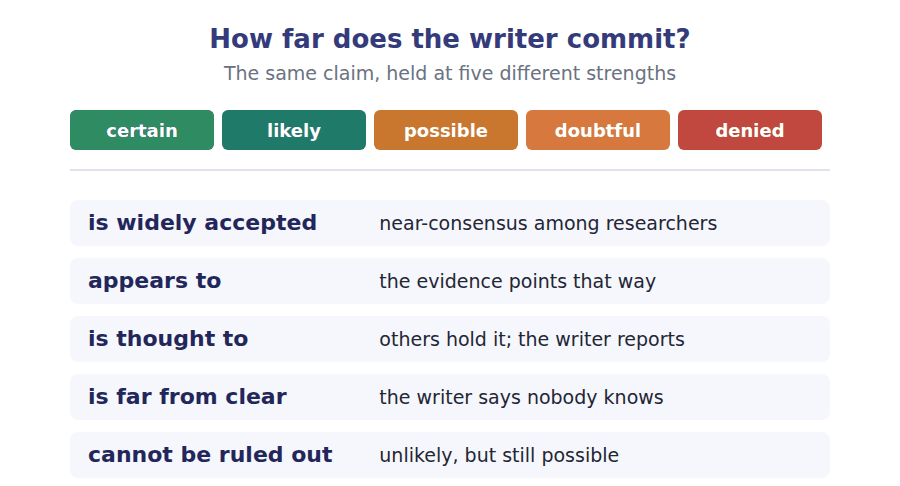 How far does the writer commit?
The same claim, held at five different strengths
certain likely possible doubtful denied
is widely accepted near-consensus among researchers
appears to the evidence points that way
is thought to others hold it; the writer reports
is far from clear the writer says nobody knows
cannot be ruled out unlikely, but still possible